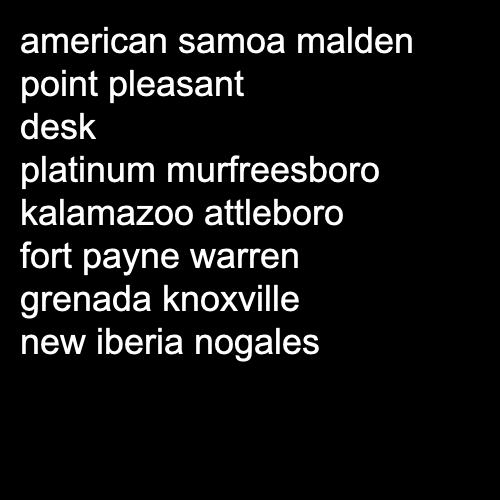 american samoa malden
point pleasant
desk
platinum murfreesboro
kalamazoo attleboro
fort payne warren
grenada knoxville
new iberia nogales